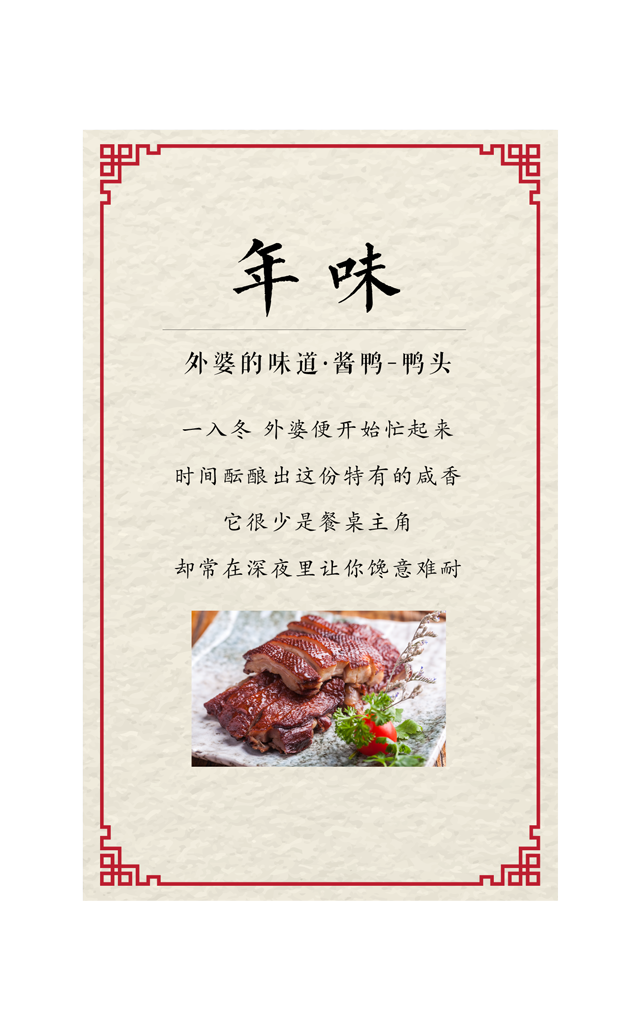 年味
外婆的味道·酱鸭-鸭头
一入冬 外婆便开始忙起来
时间酝酿出这份特有的咸香
它很少是餐桌主角
却常在深夜里让你馋意难耐